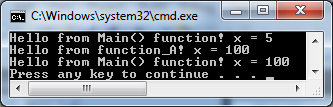 C:\Windows\system32\cmd.exe
Hello from Main() function! x = 5
Hello from function_A! x = 100
Hello from Main() function! x = 100
Press any key to continue . . .